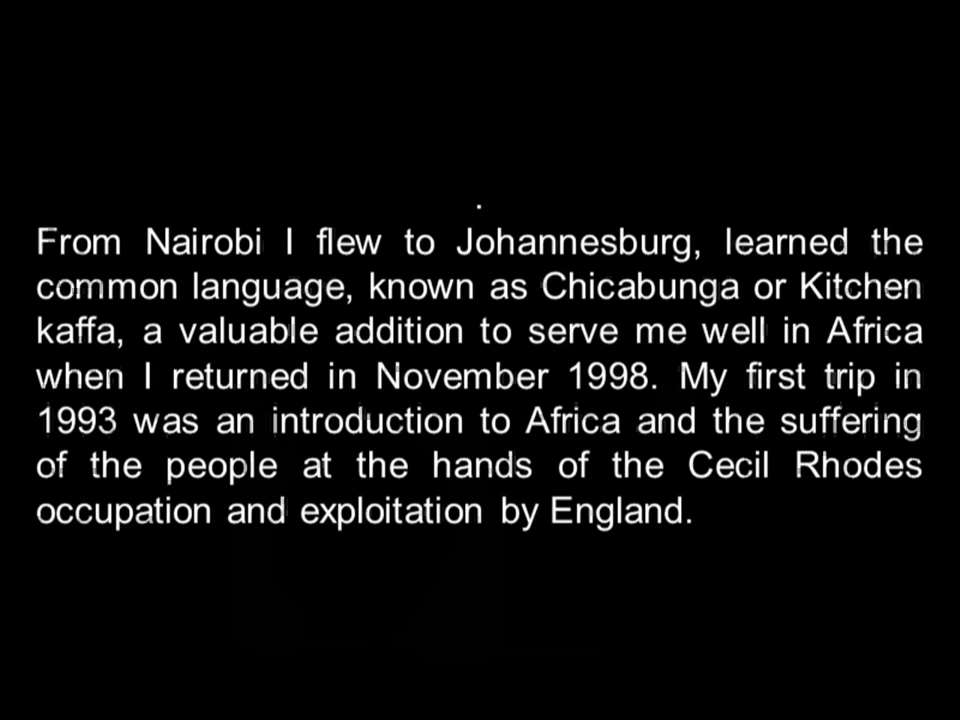 .
From Nairobi I flew to Johannesburg, learned the
common language, known as Chicabunga or Kitchen
kaffa, a valuable addition to serve me well in Africa
when I returned in November 1998. My first trip in
1993 was an introduction to Africa and the suffering
of the people at the hands of the Cecil Rhodes
occupation and exploitation by England.